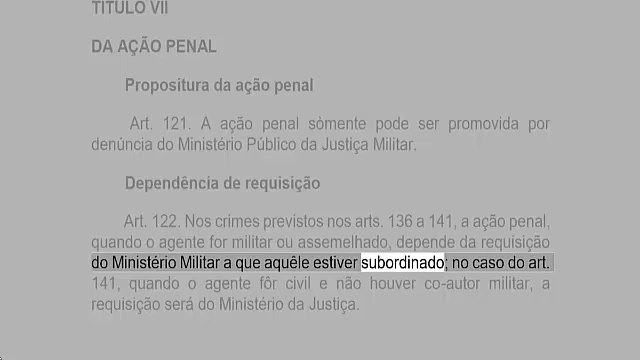 TÍTULO VII
DA AÇÃO PENAL
Propositura da ação penal
Art. 121. A ação penal sòmente pode ser promovida por
denúncia do Ministério Público da Justiça Militar.
Dependência de requisição
Art. 122. Nos crimes previstos nos arts. 136 a 141, a ação penal,
quando o agente for militar ou assemelhado, depende da requisição
do Ministério Militar a que aquêle estiver subordinado; no caso do art.
141, quando o agente fôr civil e não houver co-autor militar, a
requisição será do Ministério da Justiça.